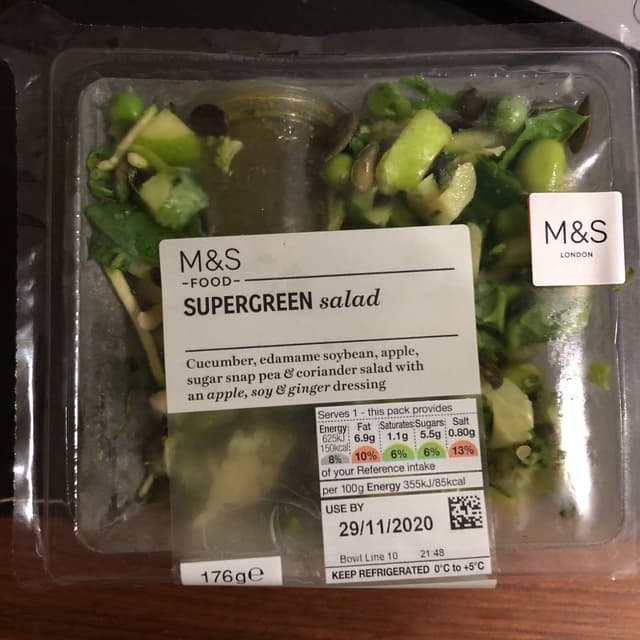 M&S
-FOOD-
SUPERGREEN salad
Cucumber, edamame soybean, apple,
sugar snap pea & coriander salad with
an apple, soy & ginger dressing
M&S
LONDON
Serves 1 - this pack provides
Energy Fat Saturates Sugars Salt
625kJ 6.9g 1.1g 5.5g 0.80g
150kcal
8% 10% 6% 6% 13%
of your Reference intake
per 100g Energy 355kJ/85kcal
USE BY
29/11/2020
Bowl Line 10 21:48
KEEP REFRIGERATED 0°C to +5°C
176g℮